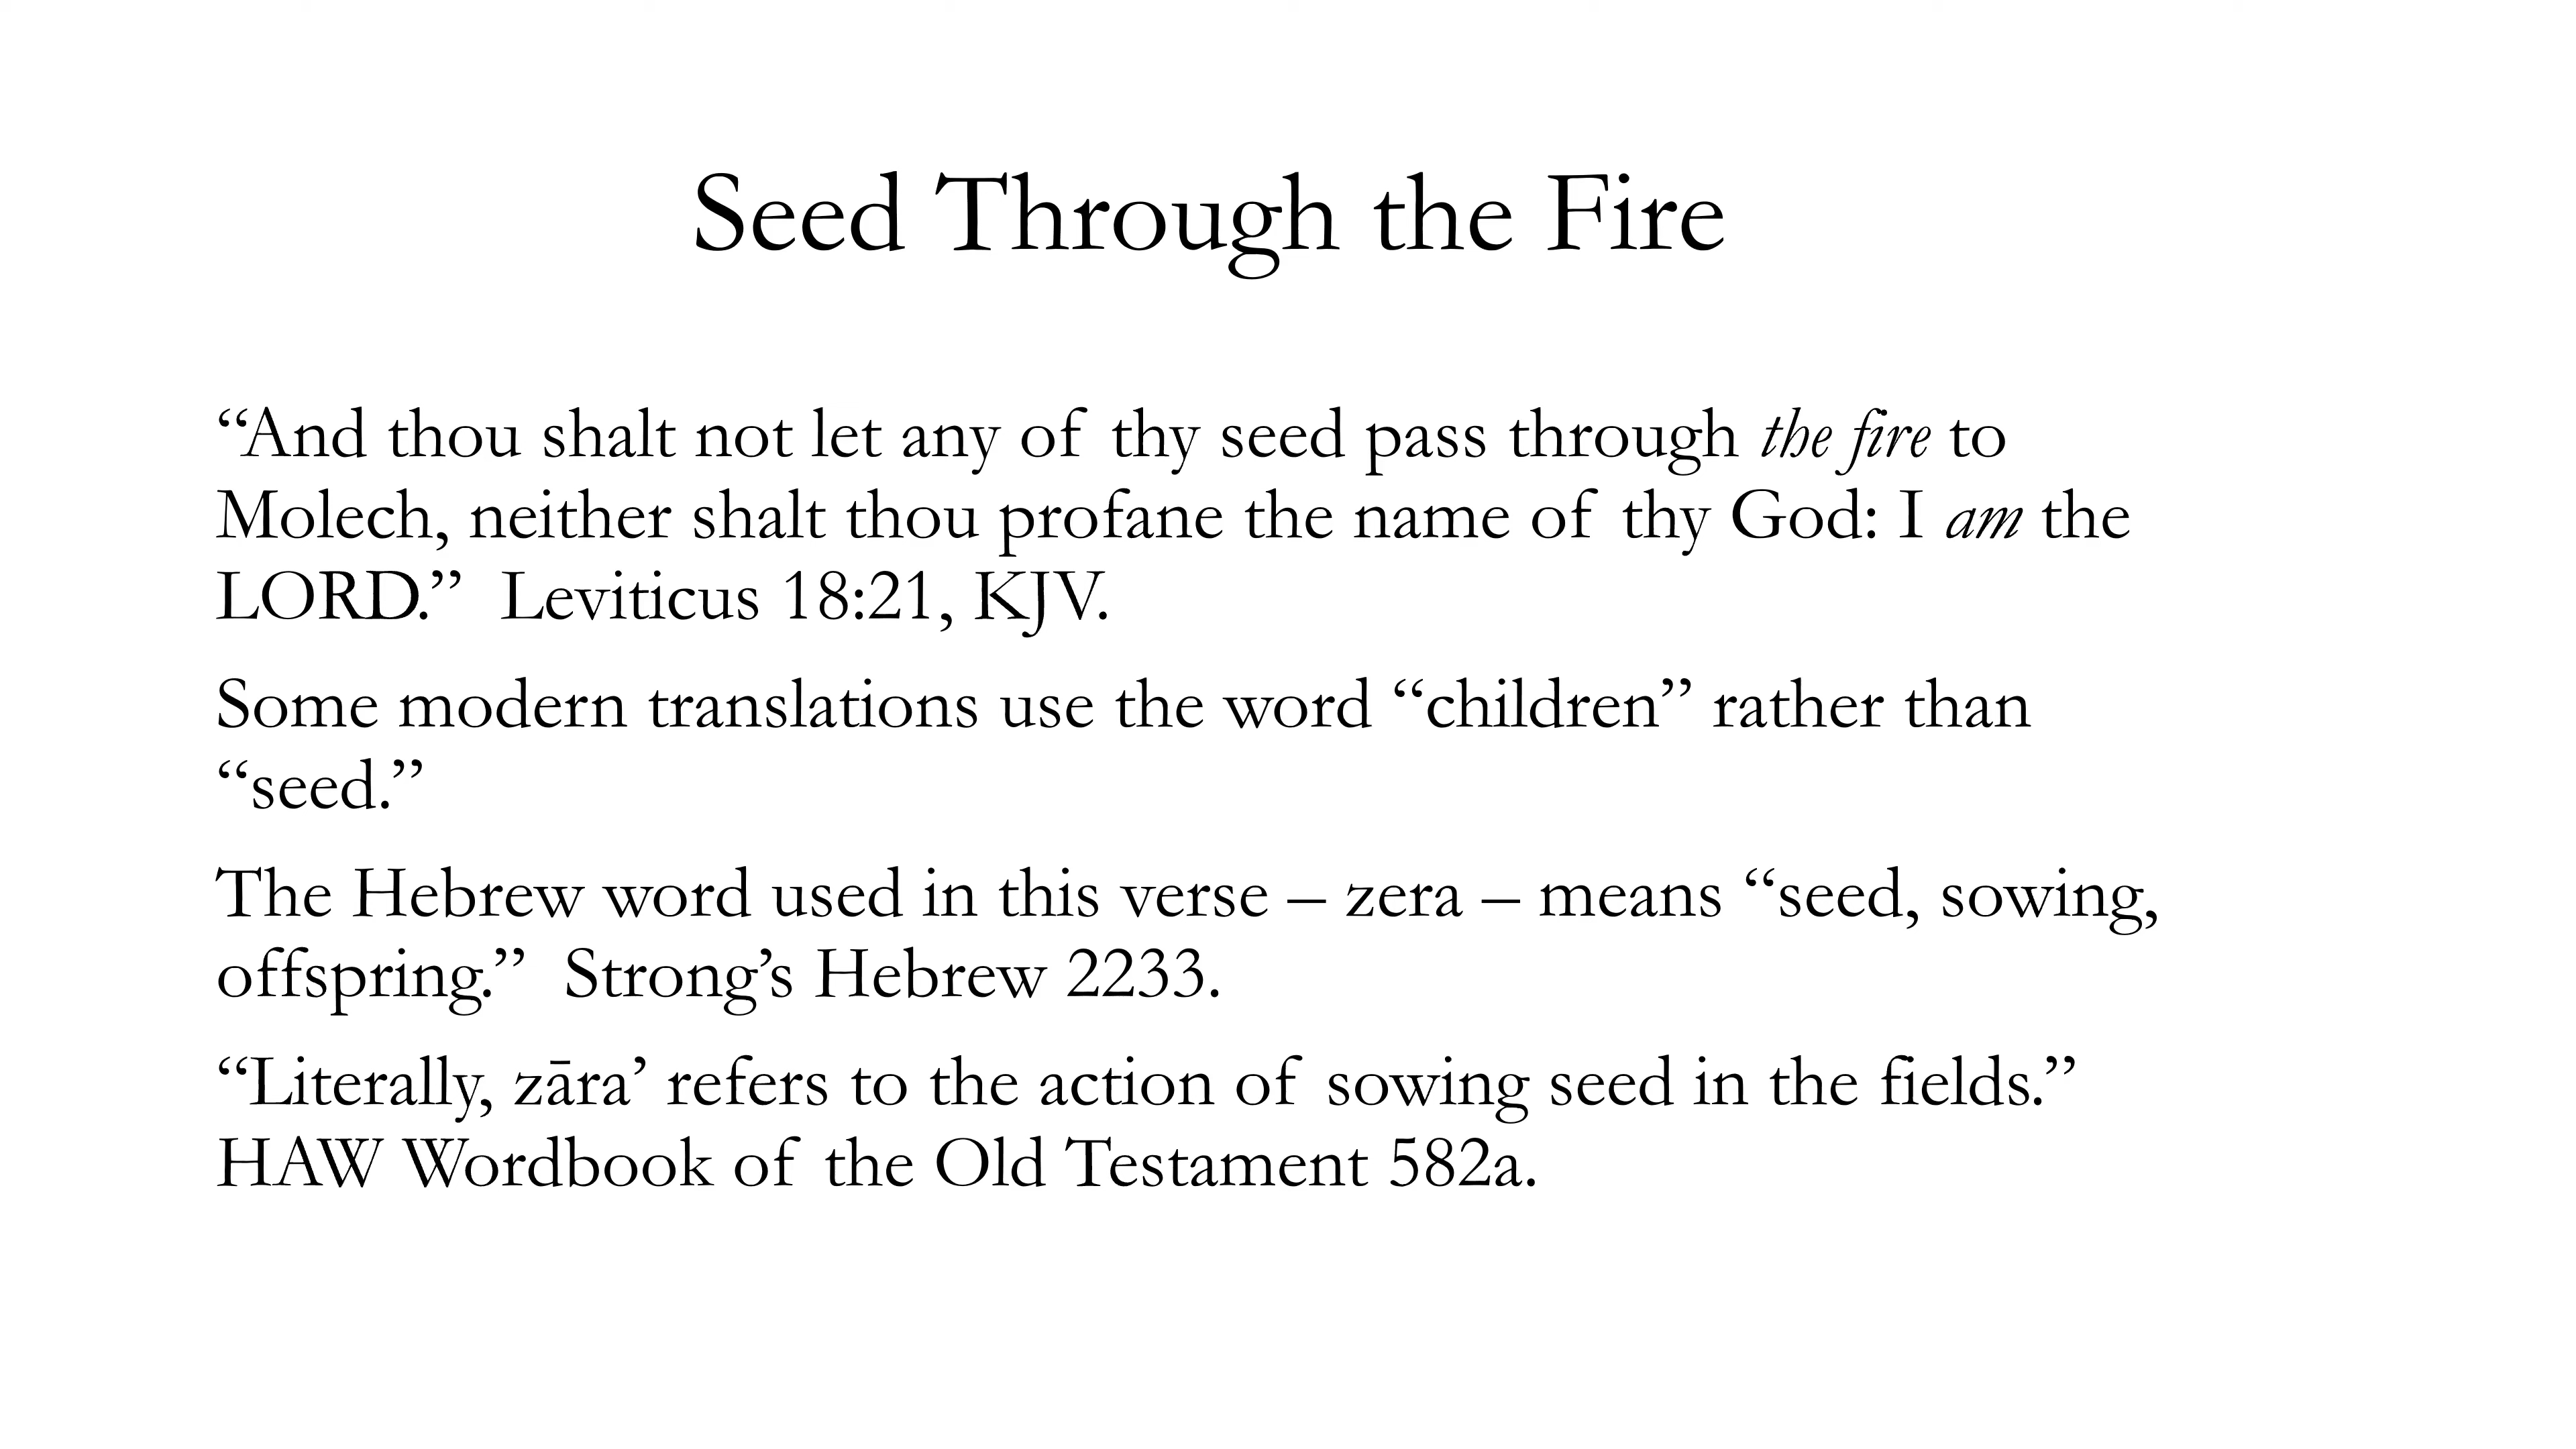 Seed Through the Fire
“And thou shalt not let any of thy seed pass through the fire to
Molech, neither shalt thou profane the name of thy God: I am the
LORD.”  Leviticus 18:21, KJV.
Some modern translations use the word “children” rather than
“seed.”
The Hebrew word used in this verse – zera – means “seed, sowing,
offspring.”  Strong’s Hebrew 2233.
“Literally, zāra’ refers to the action of sowing seed in the fields.”
HAW Wordbook of the Old Testament 582a.